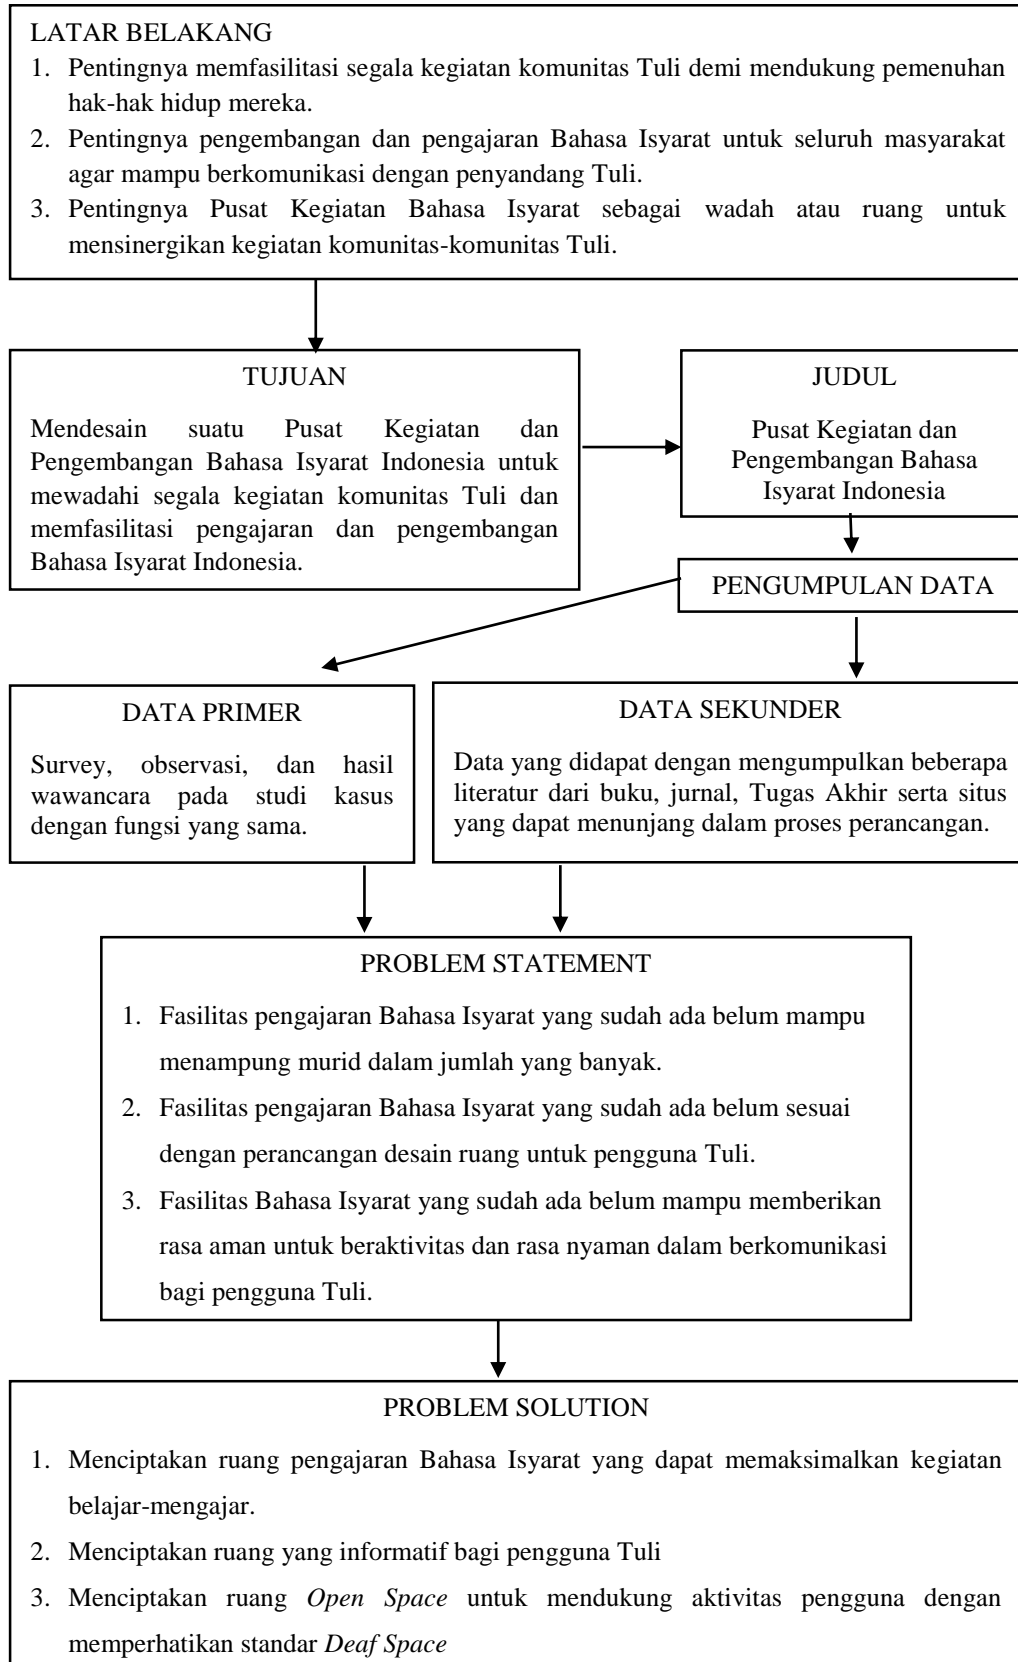 LATAR BELAKANG
1. Pentingnya memfasilitasi segala kegiatan komunitas Tuli demi mendukung pemenuhan
hak-hak hidup mereka.
2. Pentingnya pengembangan dan pengajaran Bahasa Isyarat untuk seluruh masyarakat
agar mampu berkomunikasi dengan penyandang Tuli.
3. Pentingnya Pusat Kegiatan Bahasa Isyarat sebagai wadah atau ruang untuk
mensinergikan kegiatan komunitas-komunitas Tuli.
TUJUAN
Mendesain suatu Pusat Kegiatan dan
Pengembangan Bahasa Isyarat Indonesia untuk
mewadahi segala kegiatan komunitas Tuli dan
memfasilitasi pengajaran dan pengembangan
Bahasa Isyarat Indonesia.
JUDUL
Pusat Kegiatan dan
Pengembangan Bahasa
Isyarat Indonesia
PENGUMPULAN DATA
DATA PRIMER
Survey, observasi, dan hasil
wawancara pada studi kasus
dengan fungsi yang sama.
DATA SEKUNDER
Data yang didapat dengan mengumpulkan beberapa
literatur dari buku, jurnal, Tugas Akhir serta situs
yang dapat menunjang dalam proses perancangan.
PROBLEM STATEMENT
1. Fasilitas pengajaran Bahasa Isyarat yang sudah ada belum mampu
menampung murid dalam jumlah yang banyak.
2. Fasilitas pengajaran Bahasa Isyarat yang sudah ada belum sesuai
dengan perancangan desain ruang untuk pengguna Tuli.
3. Fasilitas Bahasa Isyarat yang sudah ada belum mampu memberikan
rasa aman untuk beraktivitas dan rasa nyaman dalam berkomunikasi
bagi pengguna Tuli.
PROBLEM SOLUTION
1. Menciptakan ruang pengajaran Bahasa Isyarat yang dapat memaksimalkan kegiatan
belajar-mengajar.
2. Menciptakan ruang yang informatif bagi pengguna Tuli
3. Menciptakan ruang Open Space untuk mendukung aktivitas pengguna dengan
memperhatikan standar Deaf Space